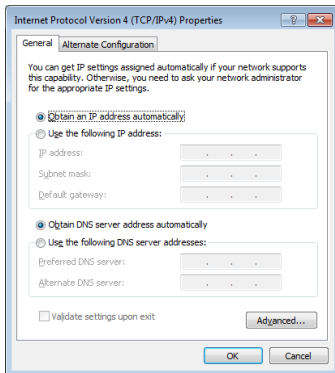 Internet Protocol Version 4 (TCP/IPv4) Properties
General
Alternate Configuration
You can get IP settings assigned automatically if your network supports
this capability. Otherwise, you need to ask your network administrator
for the appropriate IP settings.
Obtain an IP address automatically
Use the following IP address:
IP address:
Subnet mask:
Default gateway:
Obtain DNS server address automatically
Use the following DNS server addresses:
Preferred DNS server:
Alternate DNS server:
Validate settings upon exit
Advanced...
OK
Cancel